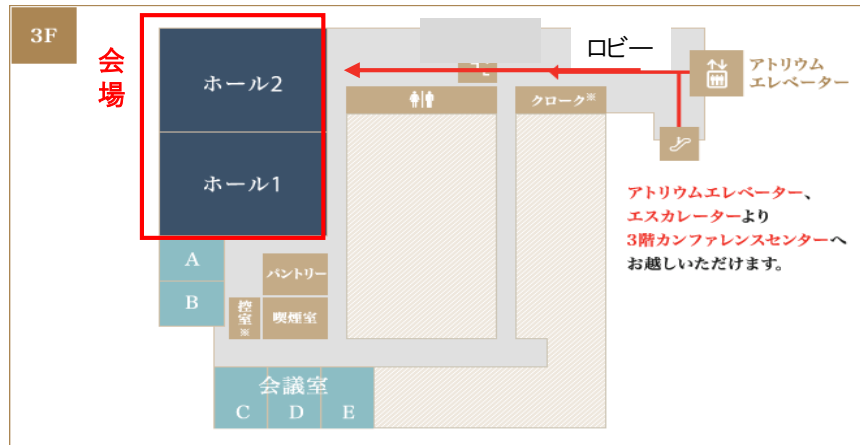 3F
会
場
ホール2
ホール1
ロビー
アトリウム
エレベーター
クローク※
アトリウムエレベーター、
エスカレーターより
3階カンファレンスセンターへ
お越しいただけます。
A
B
パントリー
控
室
※
喫煙室
会議室
C
D
E